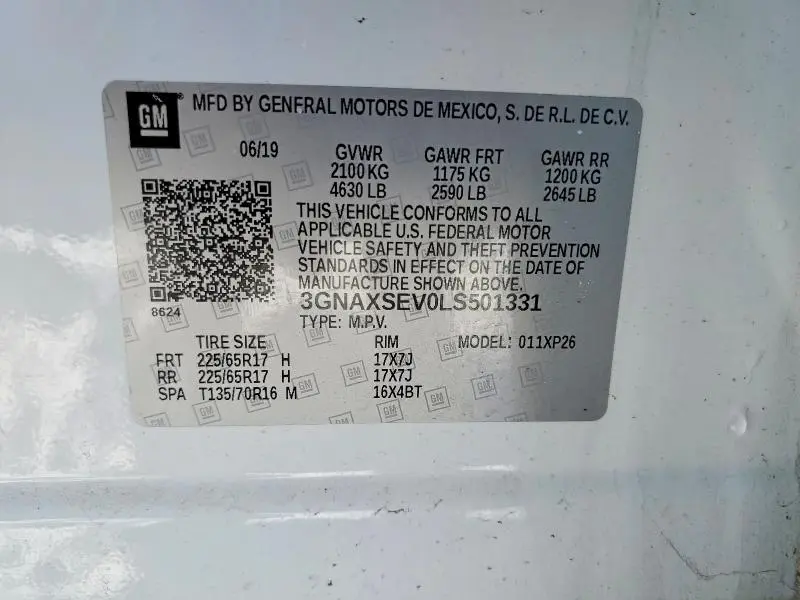 GM
MFD BY GENERAL MOTORS DE MEXICO, S. DE R.L. DE C.V.
06/19 GVWR GAWR FRT GAWR RR
2100 KG 1175 KG 1200 KG
4630 LB 2590 LB 2645 LB
THIS VEHICLE CONFORMS TO ALL
APPLICABLE U.S. FEDERAL MOTOR
VEHICLE SAFETY AND THEFT PREVENTION
STANDARDS IN EFFECT ON THE DATE OF
MANUFACTURE SHOWN ABOVE.
3GNAXSEV0LS501331
8624
TYPE: M.P.V.
TIRE SIZE RIM MODEL: 011XP26
FRT 225/65R17 H 17X7J
RR 225/65R17 H 17X7J
SPA T135/70R16 M 16X4BT